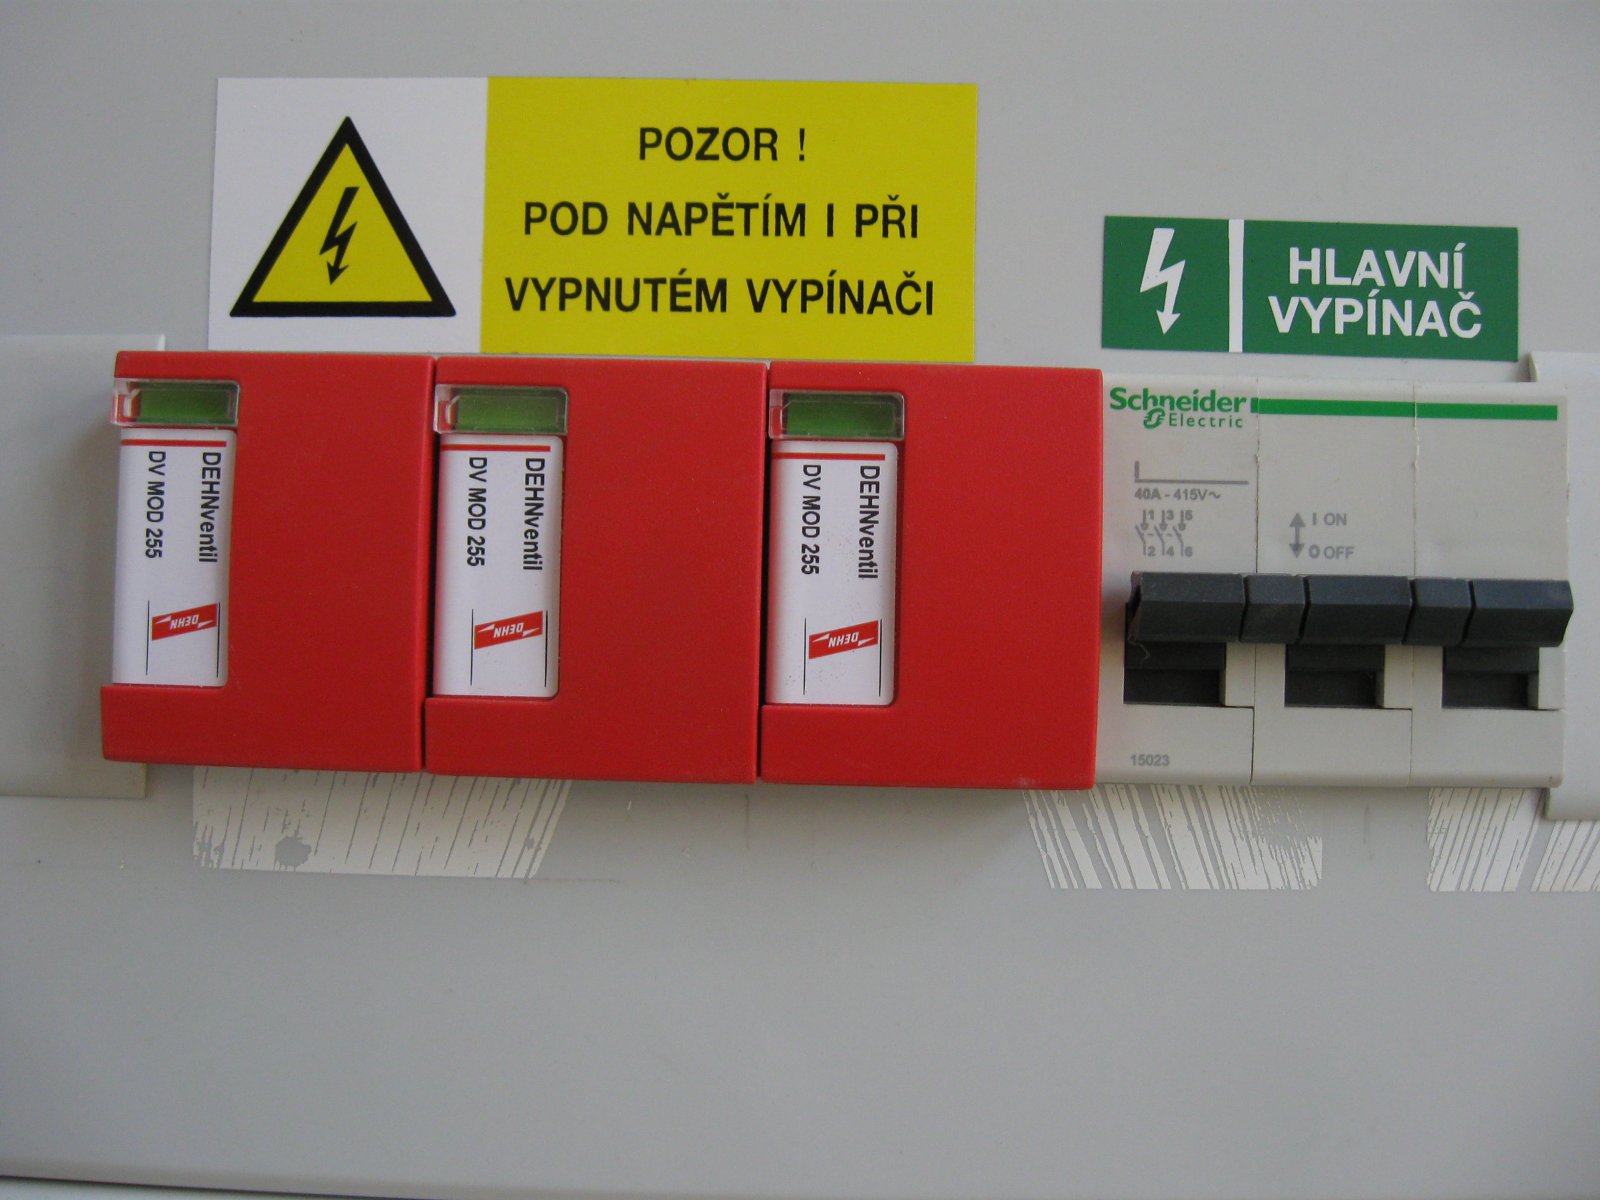 POZOR !
POD NAPĚTÍM I PŘI
VYPNUTÉM VYPÍNAČI
HLAVNÍ
VYPÍNAČ
DEHNventil
DV MOD 255
DEHN
DEHNventil
DV MOD 255
DEHN
DEHNventil
DV MOD 255
DEHN
Schneider
Electric
40A - 415V~
1 3 5
2 4 6
I ON
0 OFF
15023